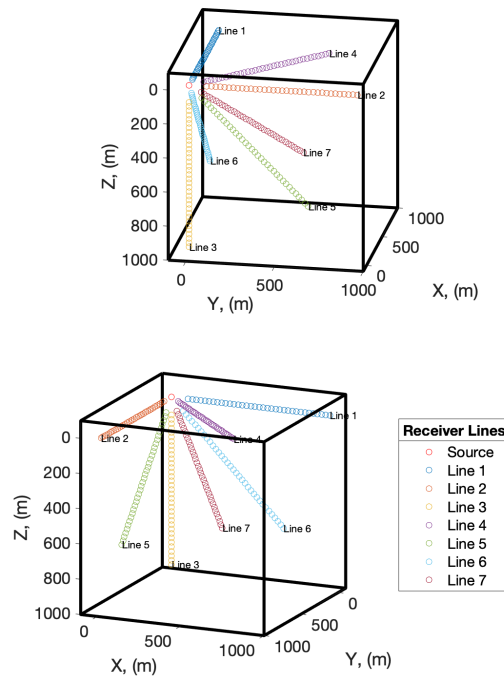 Line 1
Line 4
0
Line 2
200
Line 7
400
Line 6
Z, (m)
600
Line 5
800
1000
Line 3
500
1000
0
0
500
1000
X, (m)
Y, (m)
Line 1
0
Line 2
Line 4
200
Receiver Lines
Source
Line 1
Line 2
Line 3
Line 4
Line 5
Line 6
Line 7
400
Z, (m)
Line 7
Line 6
600
Line 5
Line 3
800
0
1000
500
0
500
1000
1000
X, (m)
Y, (m)